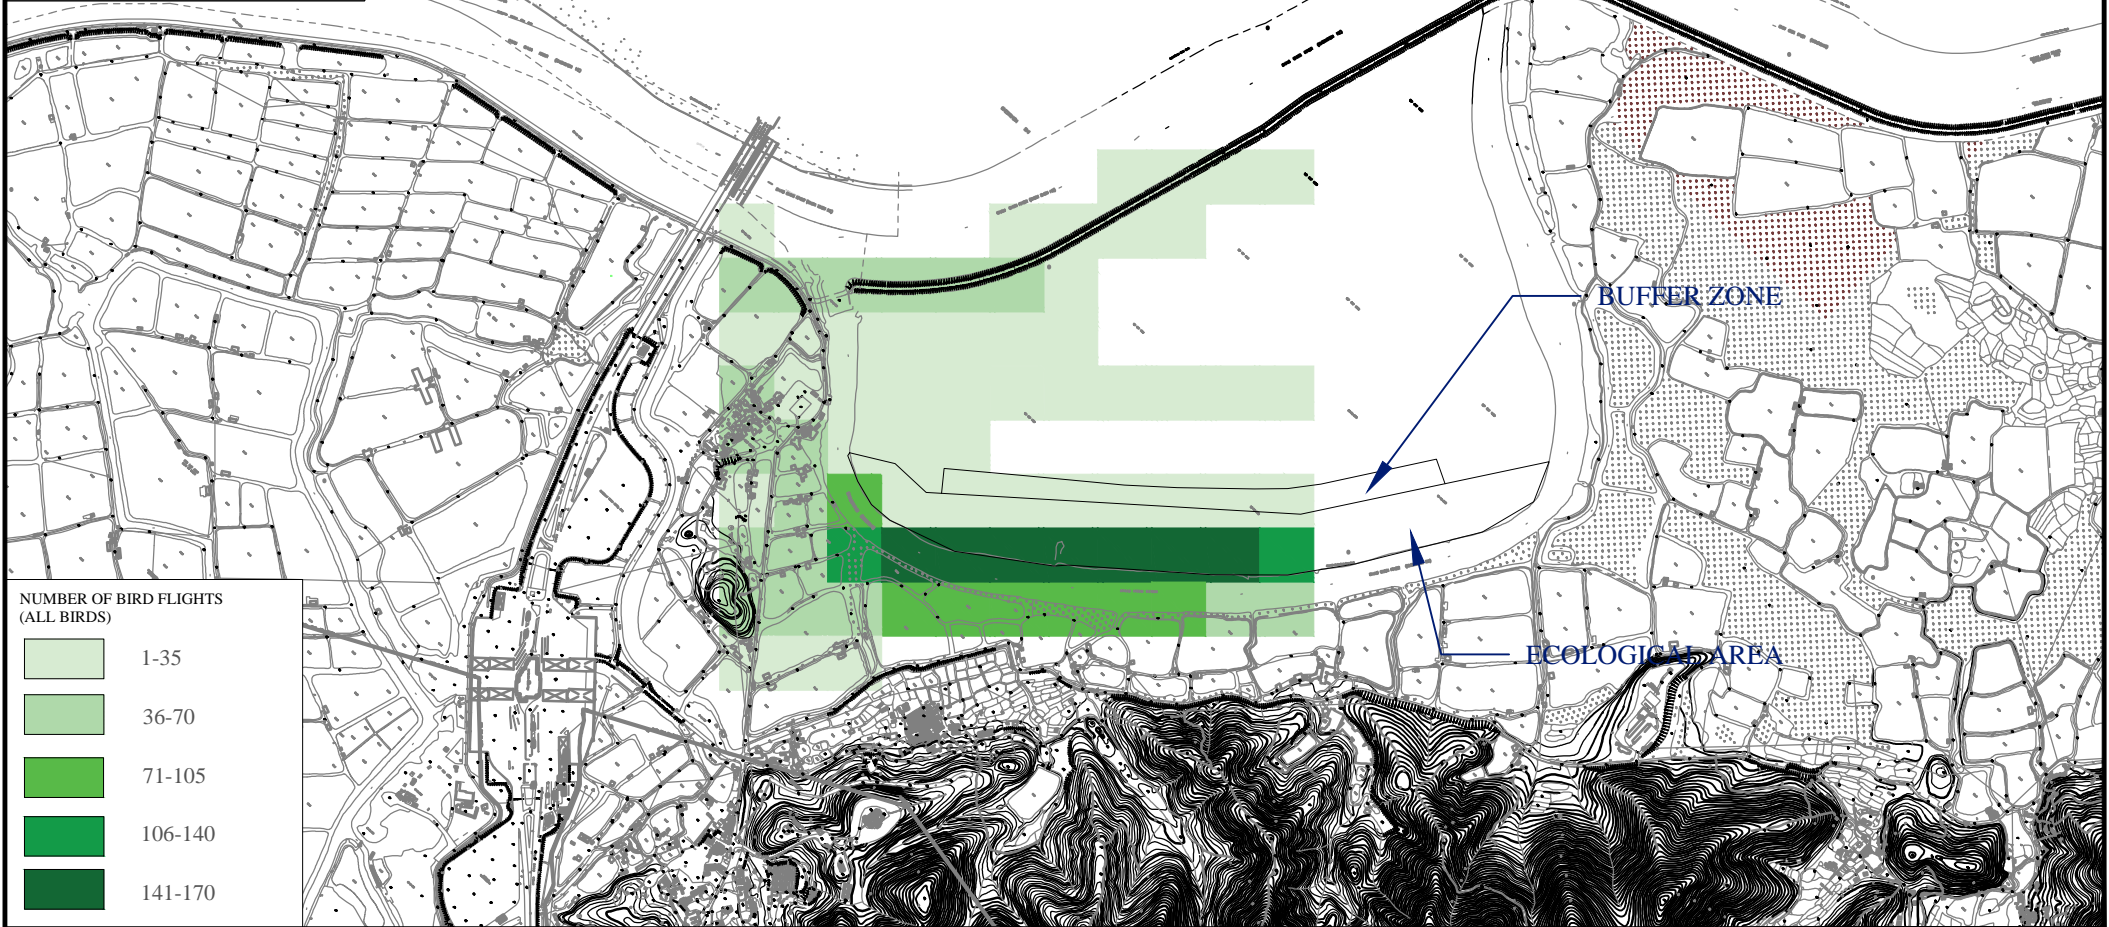 BUFFER ZONE
ECOLOGICAL AREA
NUMBER OF BIRD FLIGHTS
(ALL BIRDS)
1-35
36-70
71-105
106-140
141-170